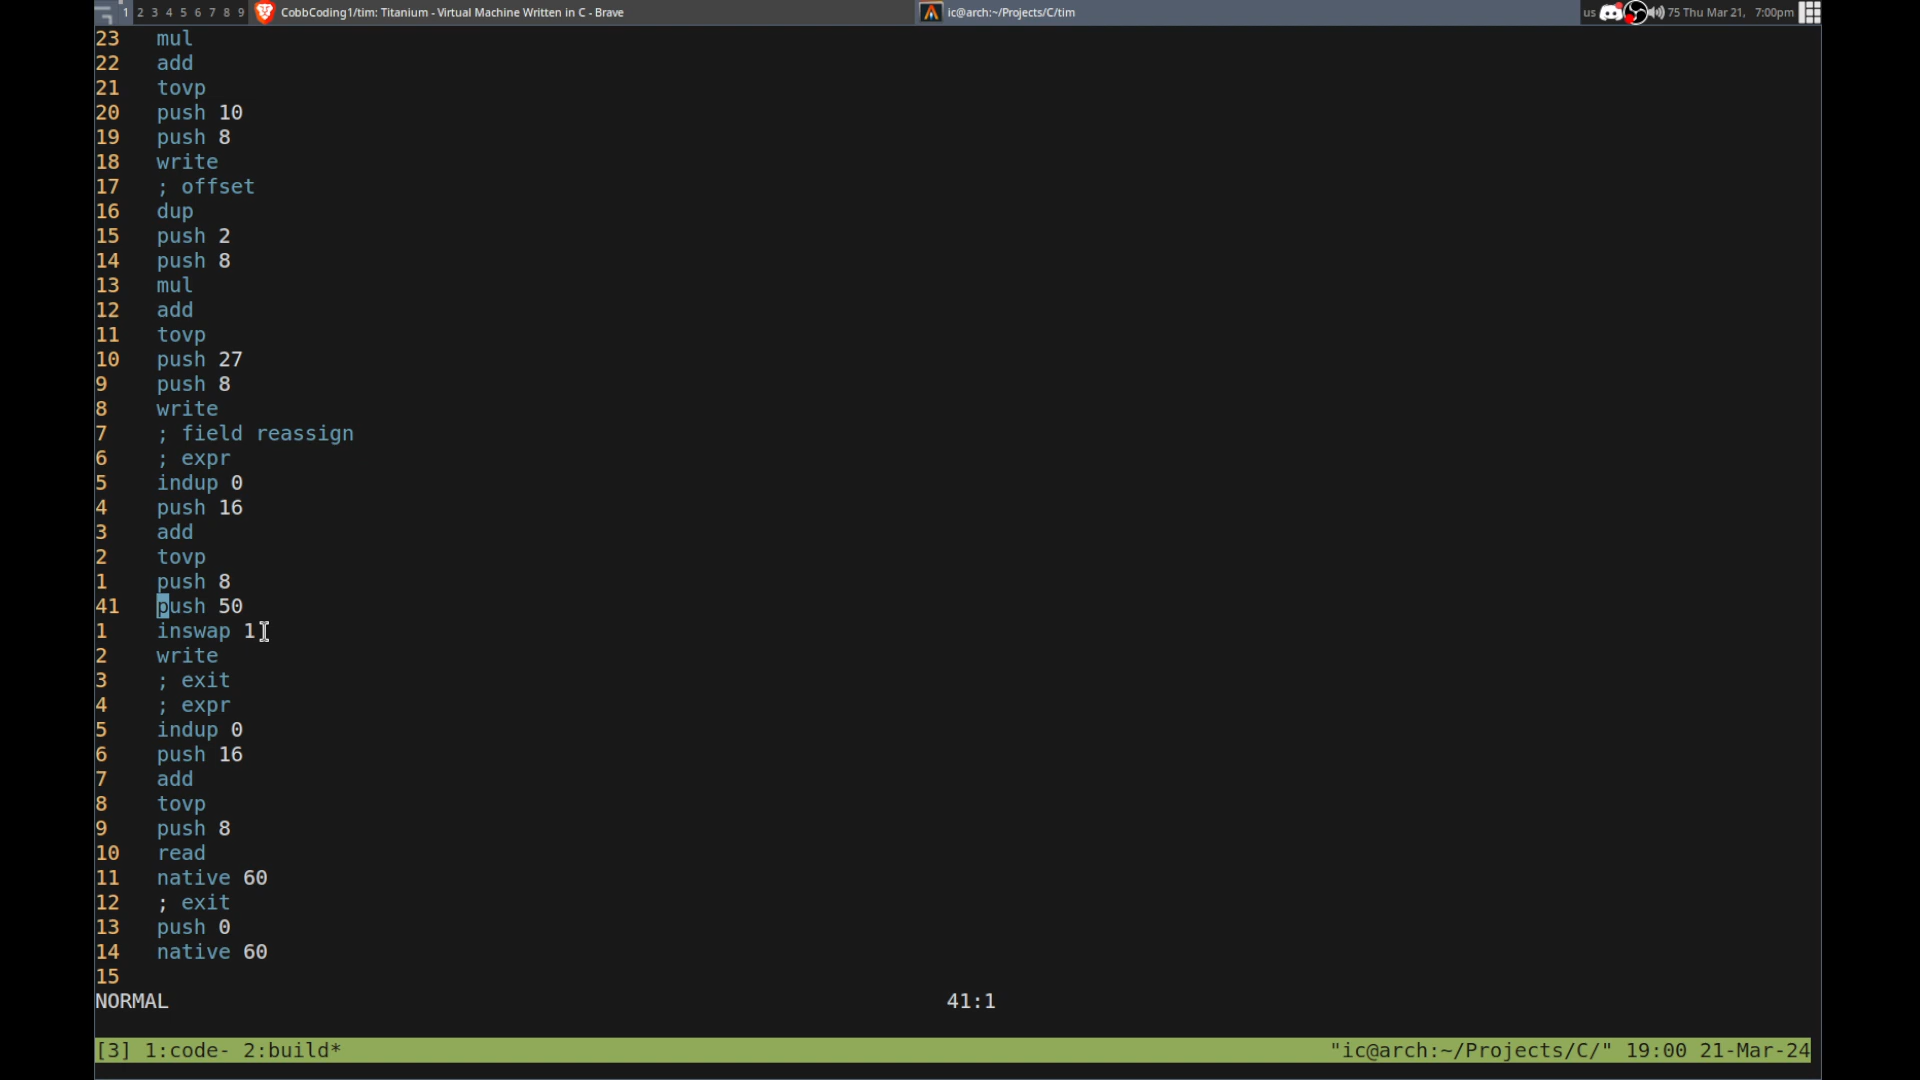 1 2 3 4 5 6 7 8 9 CobbCoding1/tim: Titanium - Virtual Machine Written in C - Brave ic@arch:~/Projects/C/tim us 75 Thu Mar 21, 7:00pm
23 mul
22 add
21 tovp
20 push 10
19 push 8
18 write
17 ; offset
16 dup
15 push 2
14 push 8
13 mul
12 add
11 tovp
10 push 27
9 push 8
8 write
7 ; field reassign
6 ; expr
5 indup 0
4 push 16
3 add
2 tovp
1 push 8
41 push 50
1 inswap 1
2 write
3 ; exit
4 ; expr
5 indup 0
6 push 16
7 add
8 tovp
9 push 8
10 read
11 native 60
12 ; exit
13 push 0
14 native 60
15
NORMAL 41:1
[3] 1:code- 2:build* "ic@arch:~/Projects/C/" 19:00 21-Mar-24